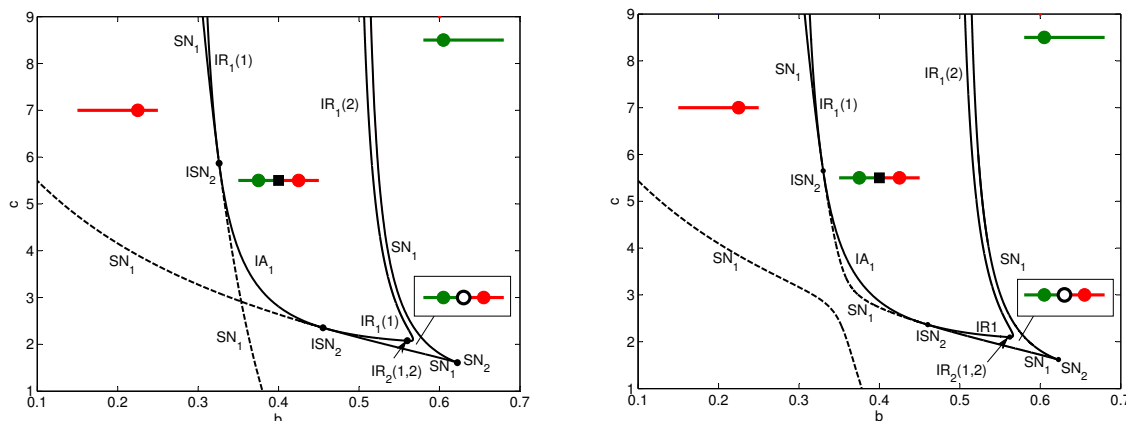 9
8
7
6
5
4
3
2
1
c
0.1
0.2
0.3
0.4
0.5
0.6
0.7
b
SN1
IR1(1)
IR1(2)
ISN2
SN1
IA1
SN1
SN1
ISN2
IR1(1)
IR2(1,2)
SN1
SN2
9
8
7
6
5
4
3
2
1
c
0.1
0.2
0.3
0.4
0.5
0.6
0.7
b
SN1
IR1(1)
IR1(2)
ISN2
SN1
IA1
SN1
SN1
ISN2
IR1
IR2(1,2)
SN1
SN2